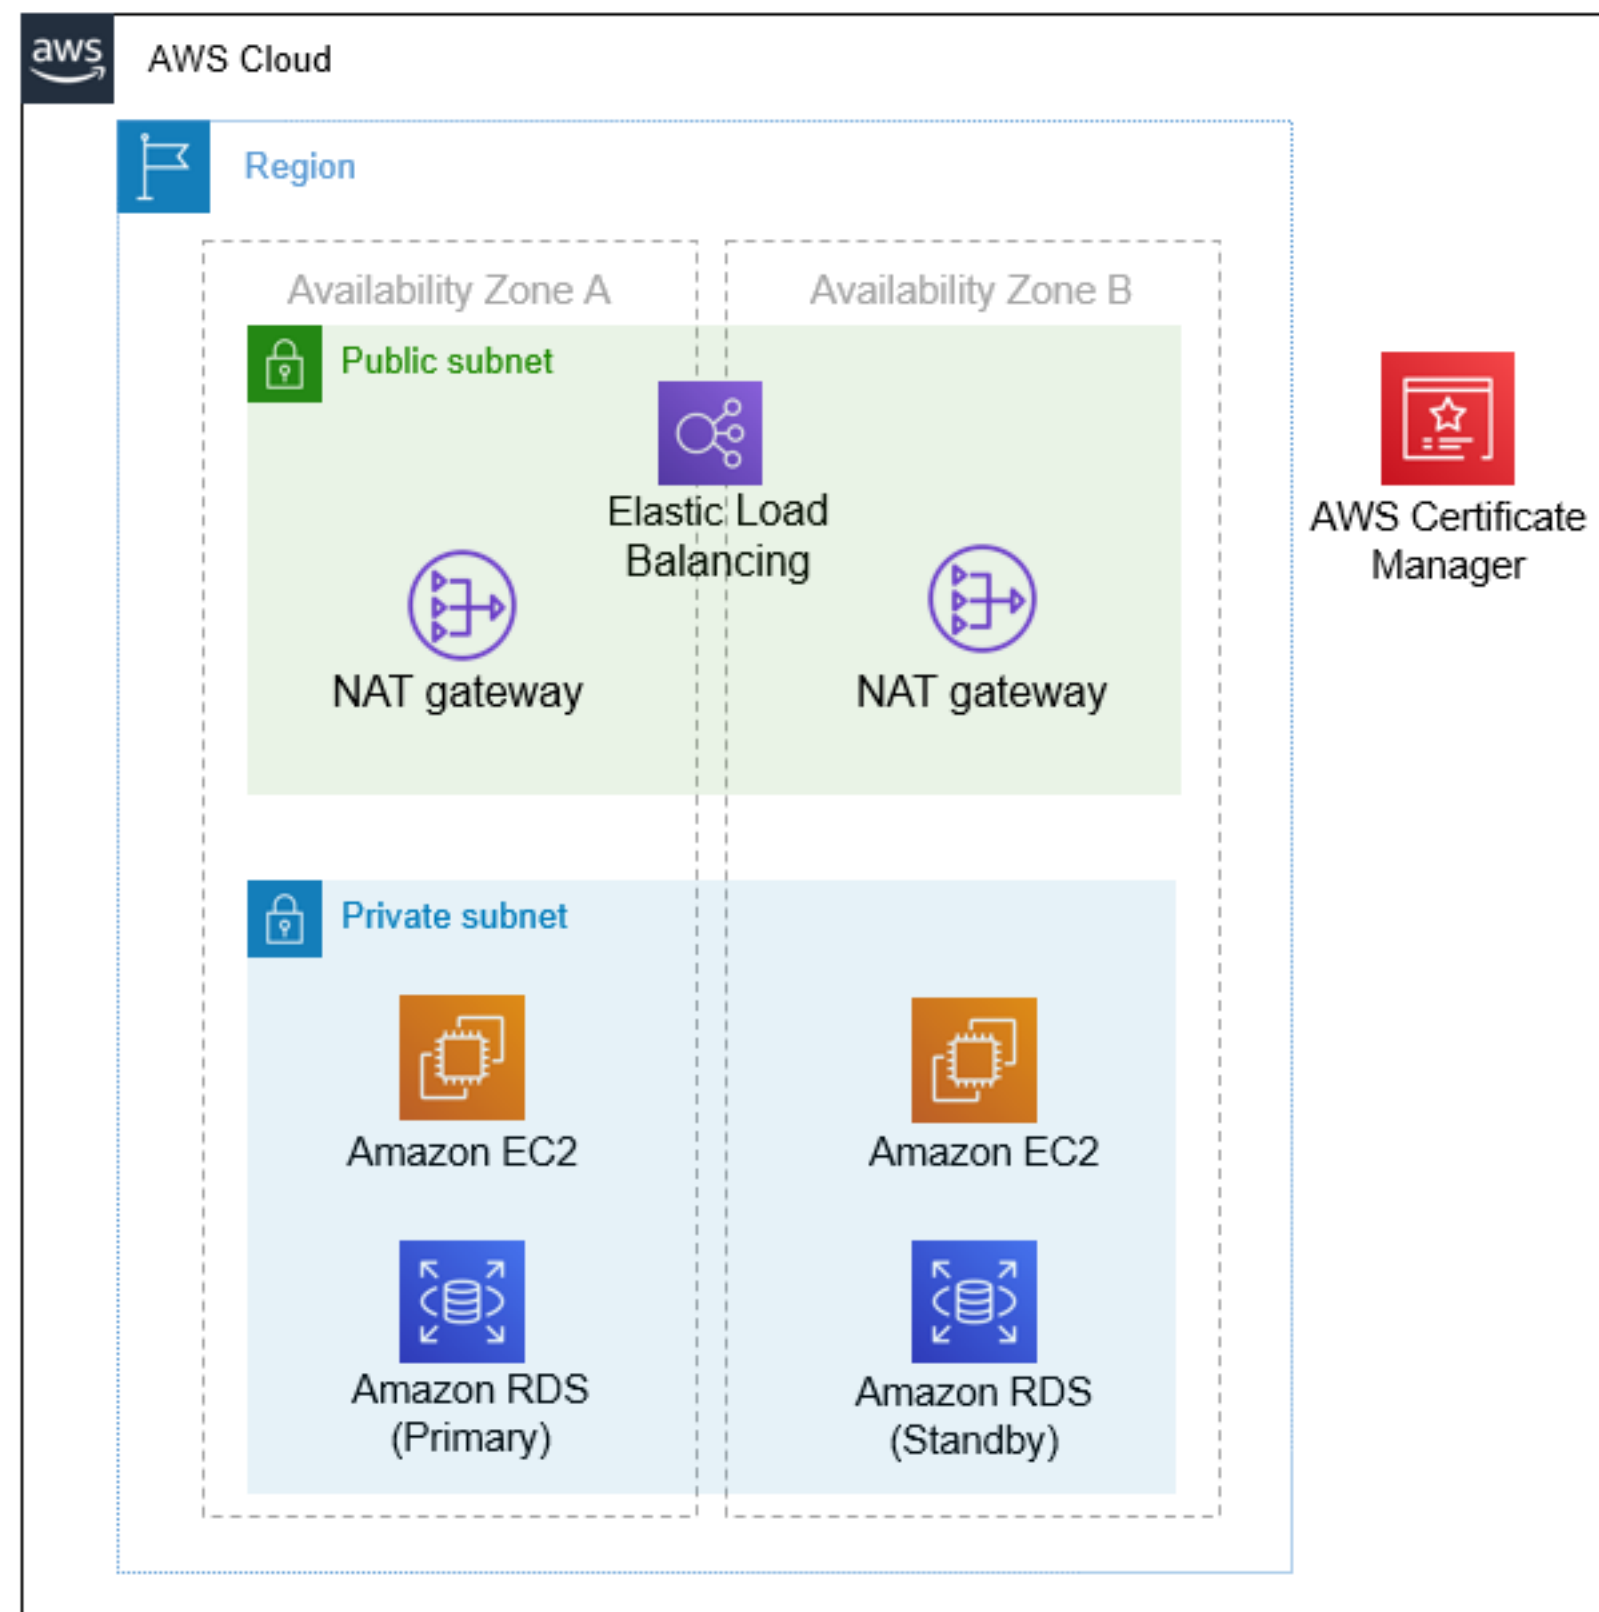 aws
AWS Cloud
Region
Availability Zone A
Availability Zone B
Public subnet
Elastic Load
Balancing
NAT gateway
NAT gateway
AWS Certificate
Manager
Private subnet
Amazon EC2
Amazon EC2
Amazon RDS
(Primary)
Amazon RDS
(Standby)